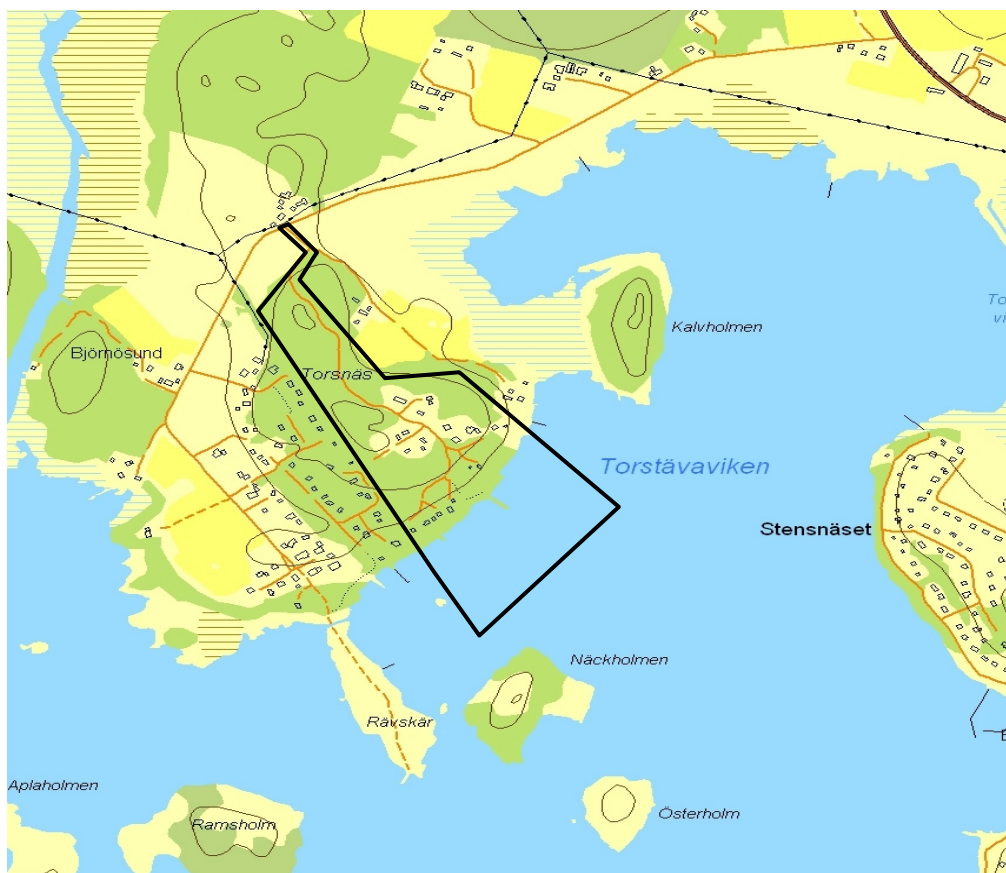 Kalvholmen
Björnösund
Torsnäs
Torstävaviken
Stensnäset
Näckholmen
Rävskär
Aplaholmen
Österholm
Ramsholm